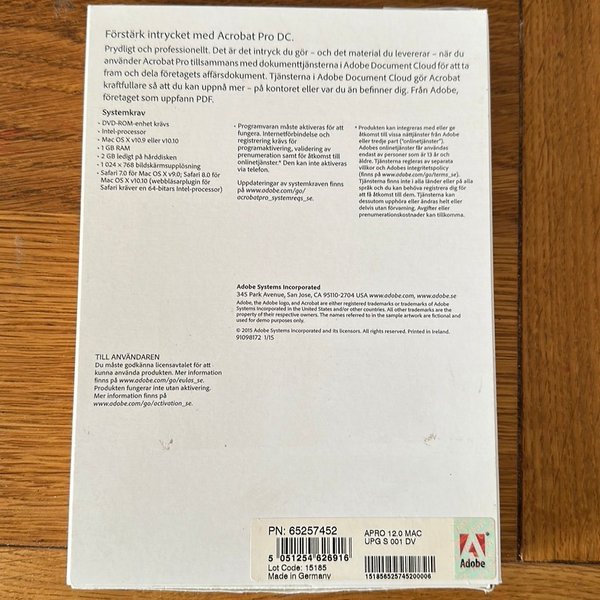 Förstärk intrycket med Acrobat Pro DC.
Prydligt och professionellt. Det är det intryck du gör – och det material du levererar – när du
använder Acrobat Pro tillsammans med dokumenttjänsterna i Adobe Document Cloud för att ta
fram och dela företagets affärsdokument. Tjänsterna i Adobe Document Cloud gör Acrobat
kraftfullare så att du kan uppnå mer – på kontoret eller var du än befinner dig. Från Adobe,
företaget som uppfann PDF.
Systemkrav
• DVD-ROM-enhet krävs
• Intel-processor
• Mac OS X v10.9 eller v10.10
• 1 GB RAM
• 2 GB ledigt på hårddisken
• 1 024 x 768 bildskärmsupplösning
• Safari 7.0 för Mac OS X v9.0; Safari 8.0 för
Mac OS X v10.10 (webbläsarplugin för
Safari kräver en 64-bitars Intel-processor)
• Programvaran måste aktiveras för att
fungera. Internetförbindelse och
registrering krävs för
programaktivering, validering av
prenumeration samt för åtkomst till
onlinetjänster.* Den kan inte aktiveras
via telefon.
Uppdateringar av systemkraven finns
på www.adobe.com/go/
acrobatpro_systemreqs_se.
* Produkten kan integreras med eller ge
åtkomst till vissa nättjänster från Adobe
eller tredje part ("onlinetjänster").
Adobes onlinetjänster får användas
endast av personer som är 13 år och
äldre. Tjänsterna regleras av separata
villkor och Adobes integritetspolicy
(finns på www.adobe.com/go/terms_se).
Tjänsterna finns inte i alla länder eller på alla
språk och du kan behöva registrera dig för
att få åtkomst till dem. Tjänsterna kan
dessutom upphöra eller ändras helt eller
delvis utan förvarning. Avgifter eller
prenumerationskostnader kan tillkomma.
Adobe Systems Incorporated
345 Park Avenue, San Jose, CA 95110-2704 USA www.adobe.com, www.adobe.se
Adobe, the Adobe logo, and Acrobat are either registered trademarks or trademarks of Adobe
Systems Incorporated in the United States and/or other countries. All other trademarks are the
property of their respective owners. The names referred to in the sample artwork are fictional and
used for demo purposes only.
© 2015 Adobe Systems Incorporated and its licensors. All rights reserved. Printed in Ireland.
91098172 1/15
TILL ANVÄNDAREN
Du måste godkänna licensavtalet för att
kunna använda produkten. Mer information
finns på www.adobe.com/go/eulas_se.
Produkten fungerar inte utan aktivering.
Mer information finns på
www.adobe.com/go/activation_se.
PN: 65257452
5 051254 626916
Lot Code: 15185
Made in Germany
APRO 12.0 MAC
UPG S 001 DV
151856525745200006
Adobe